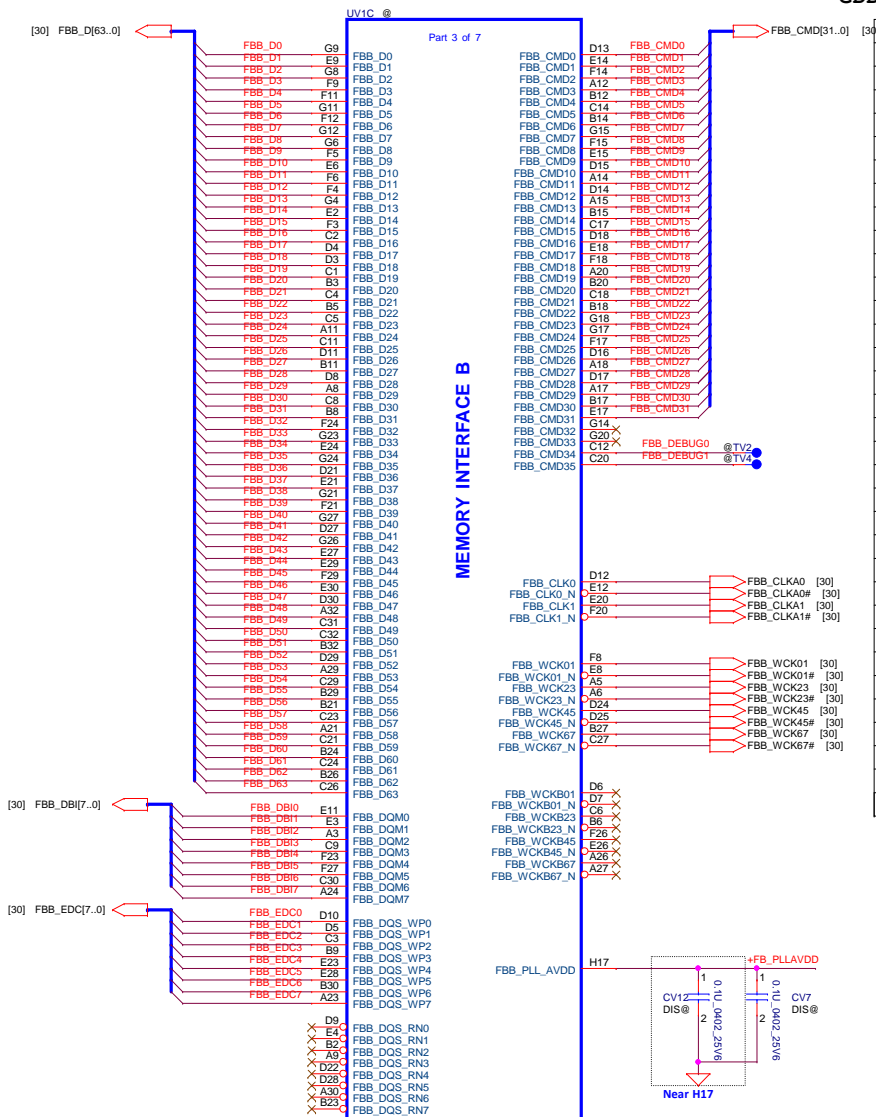 UV1C @
Part 3 of 7
MEMORY INTERFACE B
[30] FBB_D[63..0]
FBB_D0 G9 FBB_D0
FBB_D1 E9 FBB_D1
FBB_D2 G8 FBB_D2
FBB_D3 F9 FBB_D3
FBB_D4 F11 FBB_D4
FBB_D5 G11 FBB_D5
FBB_D6 F12 FBB_D6
FBB_D7 G12 FBB_D7
FBB_D8 G6 FBB_D8
FBB_D9 F5 FBB_D9
FBB_D10 E6 FBB_D10
FBB_D11 F6 FBB_D11
FBB_D12 F4 FBB_D12
FBB_D13 G4 FBB_D13
FBB_D14 E2 FBB_D14
FBB_D15 F3 FBB_D15
FBB_D16 C2 FBB_D16
FBB_D17 D4 FBB_D17
FBB_D18 D3 FBB_D18
FBB_D19 C1 FBB_D19
FBB_D20 B3 FBB_D20
FBB_D21 C4 FBB_D21
FBB_D22 B5 FBB_D22
FBB_D23 C5 FBB_D23
FBB_D24 A11 FBB_D24
FBB_D25 C11 FBB_D25
FBB_D26 D11 FBB_D26
FBB_D27 B11 FBB_D27
FBB_D28 D8 FBB_D28
FBB_D29 A8 FBB_D29
FBB_D30 C8 FBB_D30
FBB_D31 B8 FBB_D31
FBB_D32 F24 FBB_D32
FBB_D33 G23 FBB_D33
FBB_D34 E24 FBB_D34
FBB_D35 G24 FBB_D35
FBB_D36 D21 FBB_D36
FBB_D37 E21 FBB_D37
FBB_D38 G21 FBB_D38
FBB_D39 F21 FBB_D39
FBB_D40 G27 FBB_D40
FBB_D41 D27 FBB_D41
FBB_D42 G26 FBB_D42
FBB_D43 E27 FBB_D43
FBB_D44 E29 FBB_D44
FBB_D45 F29 FBB_D45
FBB_D46 E30 FBB_D46
FBB_D47 D30 FBB_D47
FBB_D48 A32 FBB_D48
FBB_D49 C31 FBB_D49
FBB_D50 C32 FBB_D50
FBB_D51 B32 FBB_D51
FBB_D52 D29 FBB_D52
FBB_D53 A29 FBB_D53
FBB_D54 C29 FBB_D54
FBB_D55 B29 FBB_D55
FBB_D56 B21 FBB_D56
FBB_D57 C23 FBB_D57
FBB_D58 A21 FBB_D58
FBB_D59 C21 FBB_D59
FBB_D60 B24 FBB_D60
FBB_D61 C24 FBB_D61
FBB_D62 B26 FBB_D62
FBB_D63 C26 FBB_D63
[30] FBB_DBI[7..0]
FBB_DBI0 E11 FBB_DQM0
FBB_DBI1 E3 FBB_DQM1
FBB_DBI2 A3 FBB_DQM2
FBB_DBI3 C9 FBB_DQM3
FBB_DBI4 F23 FBB_DQM4
FBB_DBI5 F27 FBB_DQM5
FBB_DBI6 C30 FBB_DQM6
FBB_DBI7 A24 FBB_DQM7
[30] FBB_EDC[7..0]
FBB_EDC0 D10 FBB_DQS_WP0
FBB_EDC1 D5 FBB_DQS_WP1
FBB_EDC2 C3 FBB_DQS_WP2
FBB_EDC3 B9 FBB_DQS_WP3
FBB_EDC4 E23 FBB_DQS_WP4
FBB_EDC5 E28 FBB_DQS_WP5
FBB_EDC6 B30 FBB_DQS_WP6
FBB_EDC7 A23 FBB_DQS_WP7
D9 FBB_DQS_RN0
E4 FBB_DQS_RN1
B2 FBB_DQS_RN2
A9 FBB_DQS_RN3
D22 FBB_DQS_RN4
D28 FBB_DQS_RN5
A30 FBB_DQS_RN6
B23 FBB_DQS_RN7
FBB_CMD[31..0] [30
FBB_CMD0 D13 FBB_CMD0
FBB_CMD1 E14 FBB_CMD1
FBB_CMD2 F14 FBB_CMD2
FBB_CMD3 A12 FBB_CMD3
FBB_CMD4 B12 FBB_CMD4
FBB_CMD5 C14 FBB_CMD5
FBB_CMD6 B14 FBB_CMD6
FBB_CMD7 G15 FBB_CMD7
FBB_CMD8 F15 FBB_CMD8
FBB_CMD9 E15 FBB_CMD9
FBB_CMD10 D15 FBB_CMD10
FBB_CMD11 A14 FBB_CMD11
FBB_CMD12 D14 FBB_CMD12
FBB_CMD13 A15 FBB_CMD13
FBB_CMD14 B15 FBB_CMD14
FBB_CMD15 C17 FBB_CMD15
FBB_CMD16 D18 FBB_CMD16
FBB_CMD17 E18 FBB_CMD17
FBB_CMD18 F18 FBB_CMD18
FBB_CMD19 A20 FBB_CMD19
FBB_CMD20 B20 FBB_CMD20
FBB_CMD21 C18 FBB_CMD21
FBB_CMD22 B18 FBB_CMD22
FBB_CMD23 G18 FBB_CMD23
FBB_CMD24 G17 FBB_CMD24
FBB_CMD25 F17 FBB_CMD25
FBB_CMD26 D16 FBB_CMD26
FBB_CMD27 A18 FBB_CMD27
FBB_CMD28 D17 FBB_CMD28
FBB_CMD29 A17 FBB_CMD29
FBB_CMD30 B17 FBB_CMD30
FBB_CMD31 E17 FBB_CMD31
FBB_CMD32 G14
FBB_CMD33 G20
FBB_CMD34 C12 FBB_DEBUG0 @TV2
FBB_CMD35 C20 FBB_DEBUG1 @TV4
FBB_CLK0 D12 FBB_CLKA0 [30]
FBB_CLK0_N E12 FBB_CLKA0# [30]
FBB_CLK1 E20 FBB_CLKA1 [30]
FBB_CLK1_N F20 FBB_CLKA1# [30]
FBB_WCK01 F8 FBB_WCK01 [30]
FBB_WCK01_N E8 FBB_WCK01# [30]
FBB_WCK23 A5 FBB_WCK23 [30]
FBB_WCK23_N A6 FBB_WCK23# [30]
FBB_WCK45 D24 FBB_WCK45 [30]
FBB_WCK45_N D25 FBB_WCK45# [30]
FBB_WCK67 B27 FBB_WCK67 [30]
FBB_WCK67_N C27 FBB_WCK67# [30]
FBB_WCKB01 D6
FBB_WCKB01_N D7
FBB_WCKB23 C6
FBB_WCKB23_N B6
FBB_WCKB45 F26
FBB_WCKB45_N E26
FBB_WCKB67 A26
FBB_WCKB67_N A27
FBB_PLL_AVDD H17 +FB_PLLAVDD
1 1
CV12 0.1U_0402_25V6 CV7 0.1U_0402_25V6
DIS@ DIS@
2 2
Near H17